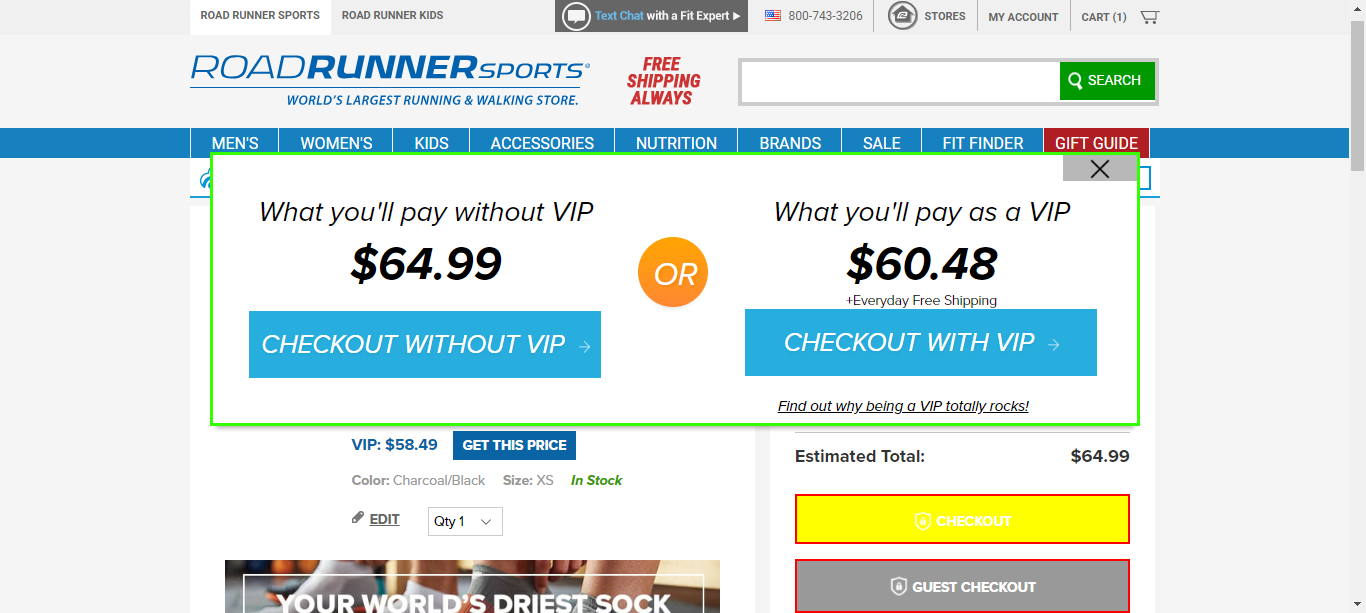 ROAD RUNNER SPORTS
ROAD RUNNER KIDS
Text Chat with a Fit Expert ▶
800-743-3206
STORES
MY ACCOUNT
CART (1)
ROADRUNNERSPORTS®
WORLD'S LARGEST RUNNING & WALKING STORE.
FREE
SHIPPING
ALWAYS
SEARCH
MEN'S
WOMEN'S
KIDS
ACCESSORIES
NUTRITION
BRANDS
SALE
FIT FINDER
GIFT GUIDE
What you'll pay without VIP
$64.99
CHECKOUT WITHOUT VIP →
OR
What you'll pay as a VIP
$60.48
+Everyday Free Shipping
CHECKOUT WITH VIP →
Find out why being a VIP totally rocks!
VIP: $58.49
GET THIS PRICE
Color: Charcoal/Black Size: XS In Stock
EDIT
Qty 1
YOUR WORLD'S DRIEST SOCK
Estimated Total: $64.99
CHECKOUT
GUEST CHECKOUT